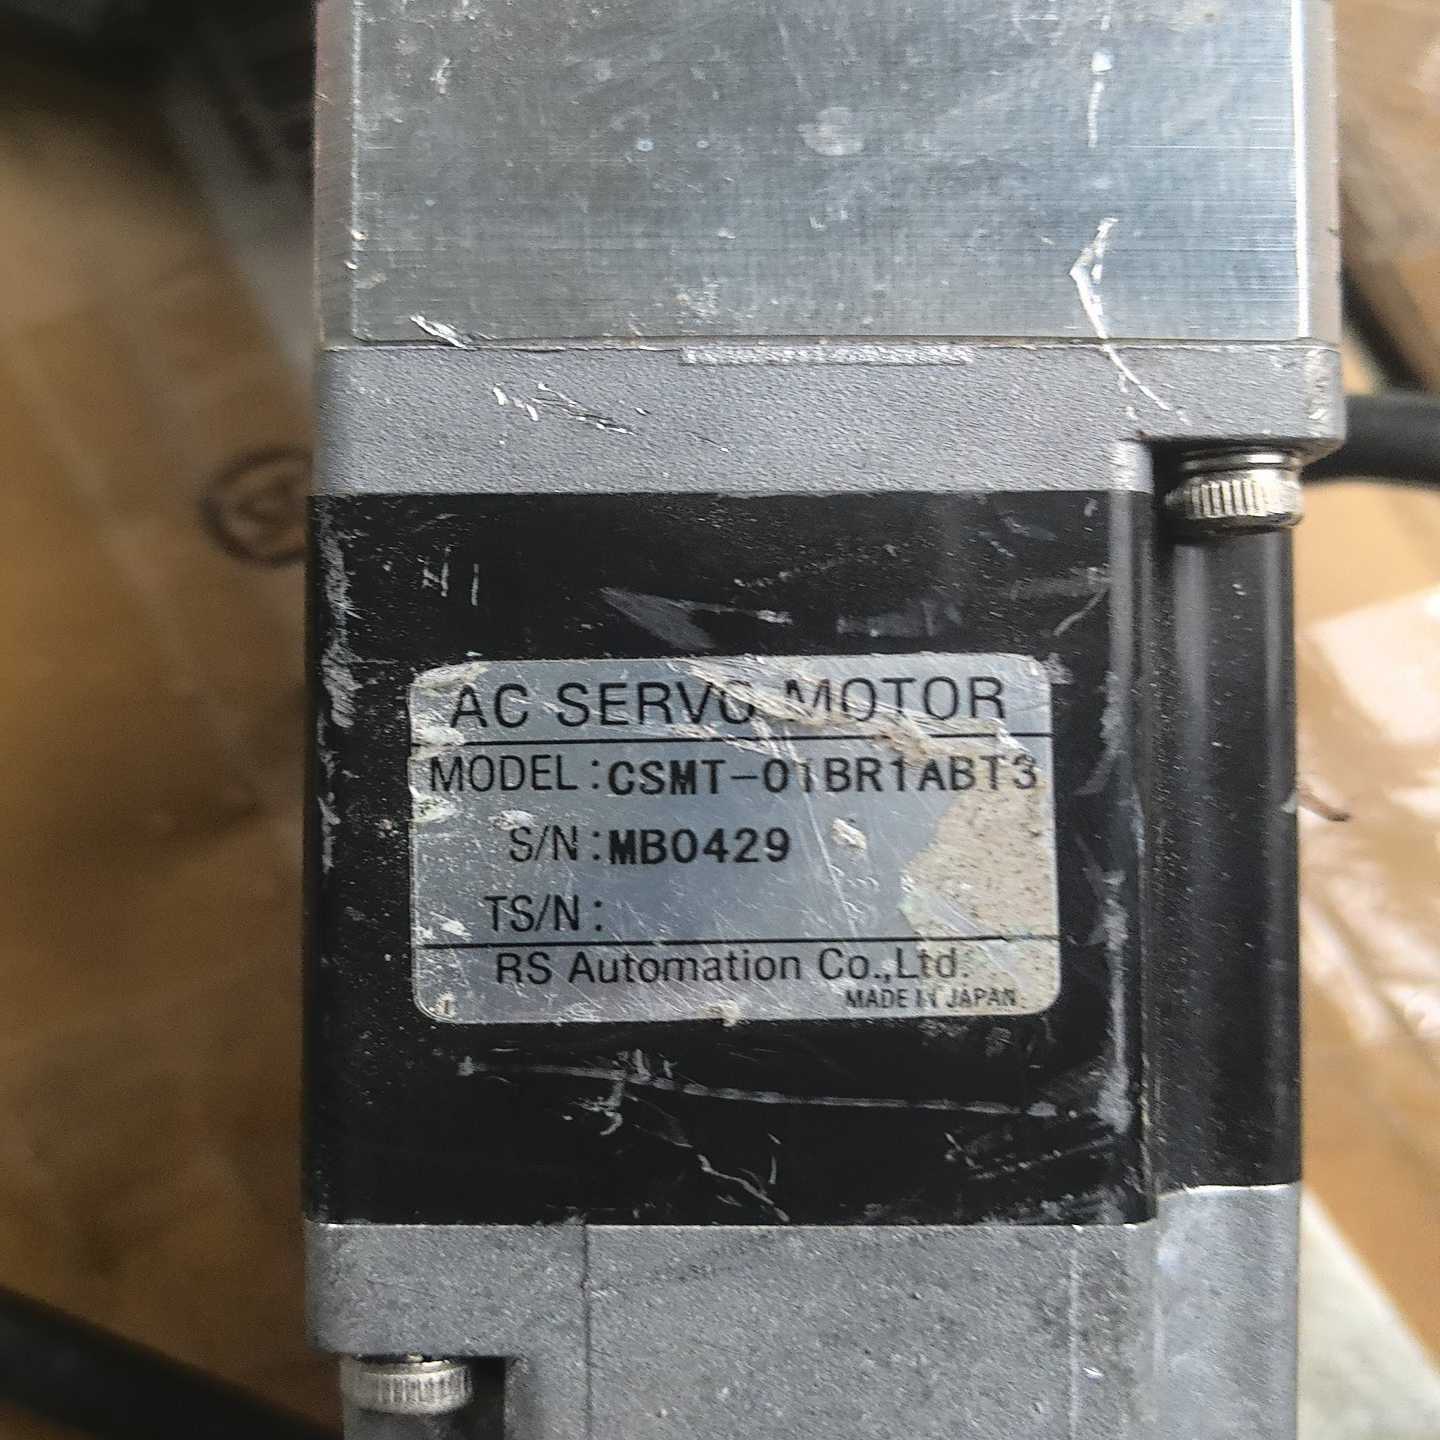 AC SERVO MOTOR
MODEL:CSMT-01BR1ABT3
S/N:MB0429
TS/N:
RS Automation Co.,Ltd.
MADE IN JAPAN